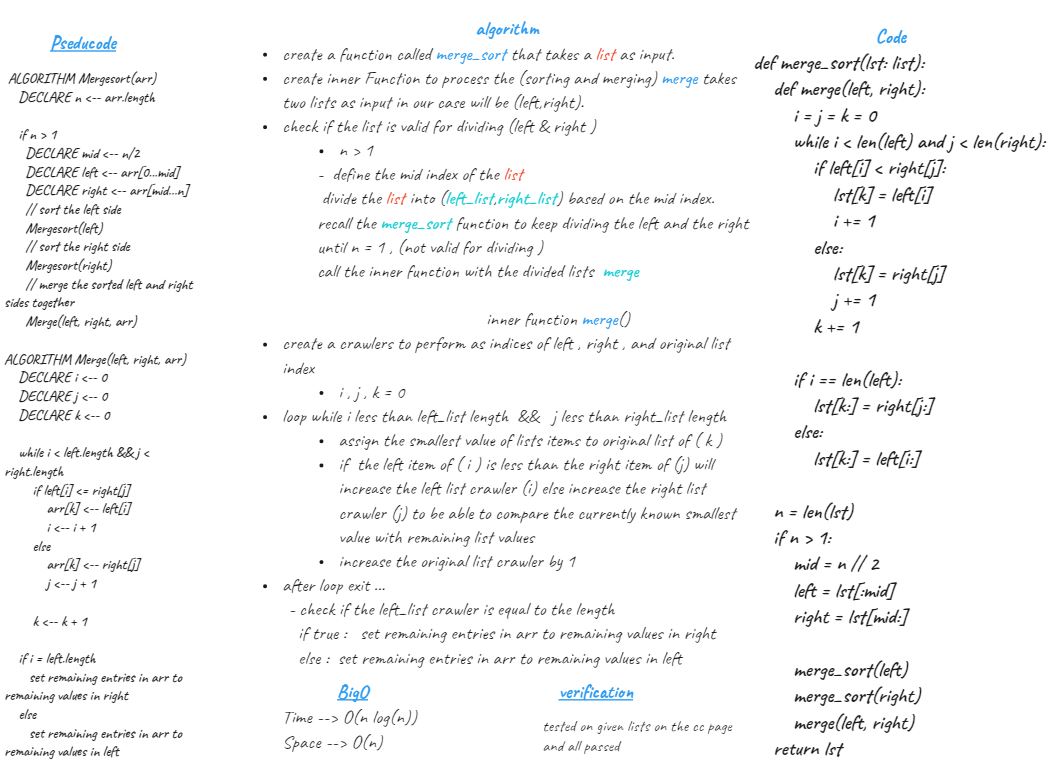 Pseducode
ALGORITHM Mergesort(arr)
DECLARE n <-- arr.length
if n > 1
DECLARE mid <-- n/2
DECLARE left <-- arr[0...mid]
DECLARE right <-- arr[mid...n]
// sort the left side
Mergesort(left)
// sort the right side
Mergesort(right)
// merge the sorted left and right
sides together
Merge(left, right, arr)
ALGORITHM Merge(left, right, arr)
DECLARE i <-- 0
DECLARE j <-- 0
DECLARE k <-- 0
while i < left.length && j <
right.length
if left[i] <= right[j]
arr[k] <-- left[i]
i <-- i + 1
else
arr[k] <-- right[j]
j <-- j + 1
k <-- k + 1
if i = left.length
set remaining entries in arr to
remaining values in right
else
set remaining entries in arr to
remaining values in left
algorithm
• create a function called merge_sort that takes a list as input.
• create inner Function to process the (sorting and merging) merge takes
two lists as input in our case will be (left,right).
• check if the list is valid for dividing (left & right )
• n > 1
- define the mid index of the list
divide the list into (left_list,right_list) based on the mid index.
recall the merge_sort function to keep dividing the left and the right
until n = 1 , (not valid for dividing )
call the inner function with the divided lists merge
inner function merge()
• create a crawlers to perform as indices of left , right , and original list
index
• i , j , k = 0
• loop while i less than left_list length && j less than right_list length
• assign the smallest value of lists items to original list of ( k )
• if the left item of ( i ) is less than the right item of (j) will
increase the left list crawler (i) else increase the right list
crawler (j) to be able to compare the currently known smallest
value with remaining list values
• increase the original list crawler by 1
• after loop exit ...
- check if the left_list crawler is equal to the length
if true : set remaining entries in arr to remaining values in right
else : set remaining entries in arr to remaining values in left
BigO
Time --> O(n log(n))
Space --> O(n)
verification
tested on given lists on the cc page
and all passed
Code
def merge_sort(lst: list):
def merge(left, right):
i = j = k = 0
while i < len(left) and j < len(right):
if left[i] < right[j]:
lst[k] = left[i]
i += 1
else:
lst[k] = right[j]
j += 1
k += 1
if i == len(left):
lst[k:] = right[j:]
else:
lst[k:] = left[i:]
n = len(lst)
if n > 1:
mid = n // 2
left = lst[:mid]
right = lst[mid:]
merge_sort(left)
merge_sort(right)
merge(left, right)
return lst